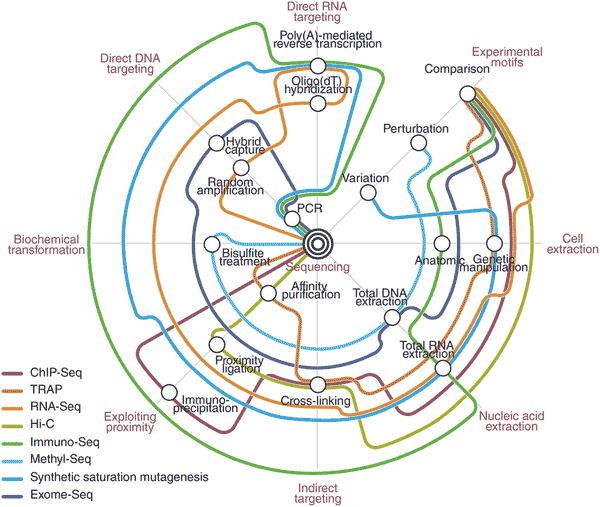 Direct RNA
targeting
Poly(A)-mediated
reverse transcription
Direct DNA
targeting
Experimental
motifs
Comparison
Oligo(dT)
hybridization
Hybrid
capture
Perturbation
Random
amplification
Variation
PCR
Biochemical
transformation
Bisulfite
treatment
Sequencing
Anatomic
Genetic
manipulation
Cell
extraction
Affinity
purification
Total DNA
extraction
Proximity
ligation
Total RNA
extraction
ChIP-Seq
TRAP
RNA-Seq
Hi-C
Immuno-Seq
Methyl-Seq
Synthetic saturation mutagenesis
Exome-Seq
Immuno-
precipitation
Cross-linking
Exploiting
proximity
Nucleic acid
extraction
Indirect
targeting